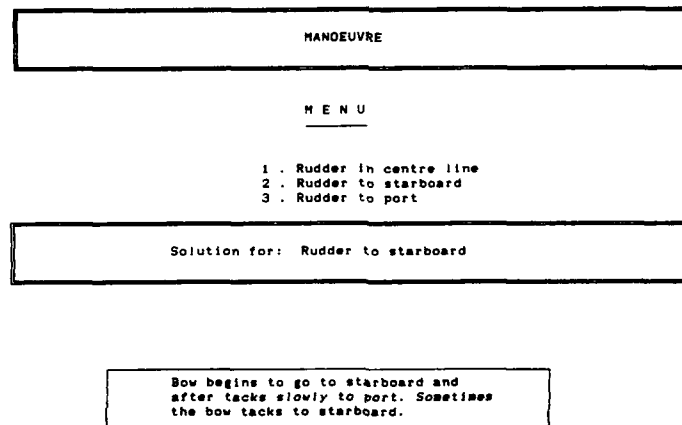 MANOEUVRE
M E N U
1 . Rudder in centre line
2 . Rudder to starboard
3 . Rudder to port
Solution for: Rudder to starboard
Bow begins to go to starboard and
after tacks slowly to port. Sometimes
the bow tacks to starboard.